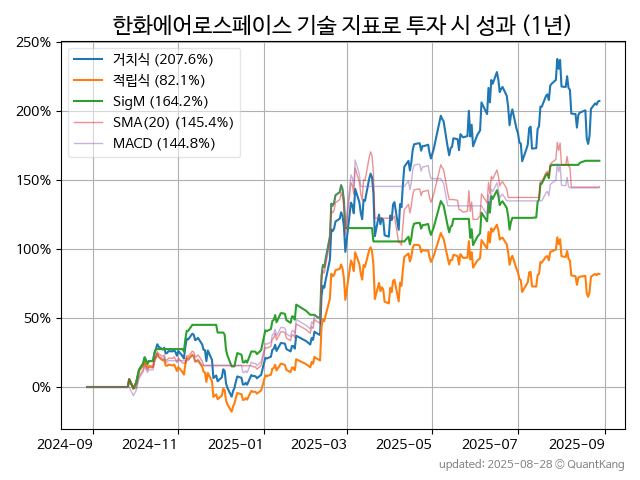 한화에어로스페이스 기술 지표로 투자 시 성과 (1년)
250%
200%
150%
100%
50%
0%
거치식 (207.6%)
적립식 (82.1%)
SigM (164.2%)
SMA(20) (145.4%)
MACD (144.8%)
2024-09 2024-11 2025-01 2025-03 2025-05 2025-07 2025-09
updated: 2025-08-28 © QuantKang